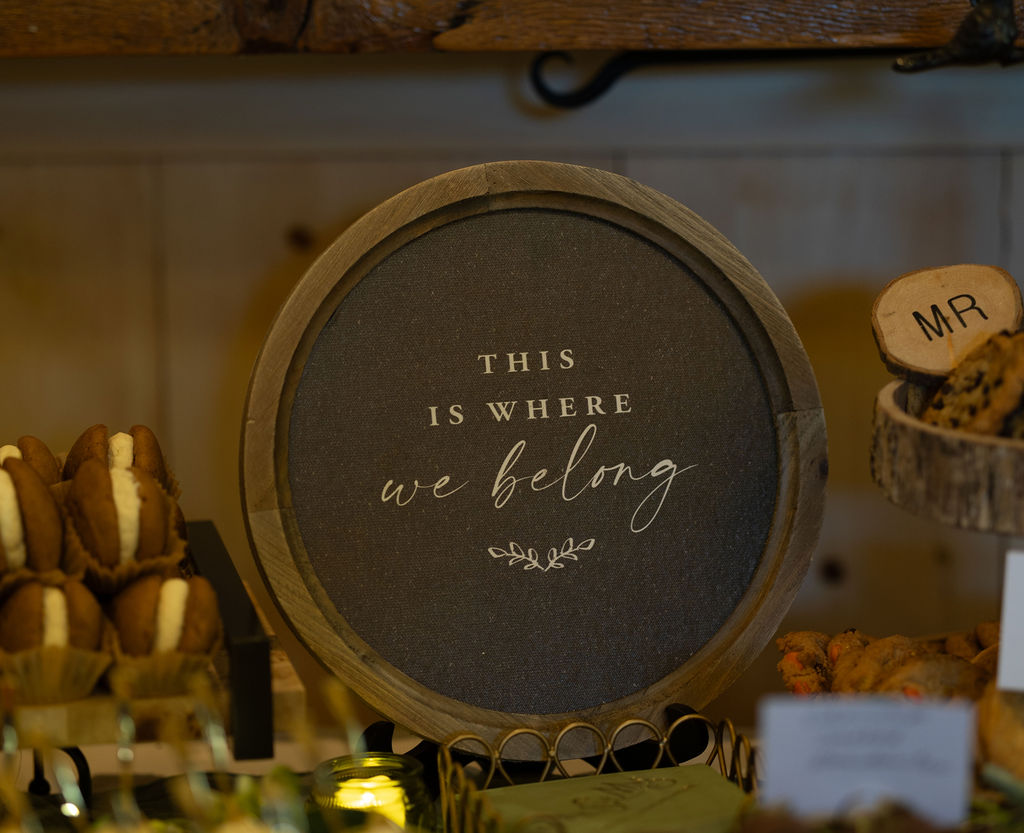 THIS
IS WHERE
we belong
MR